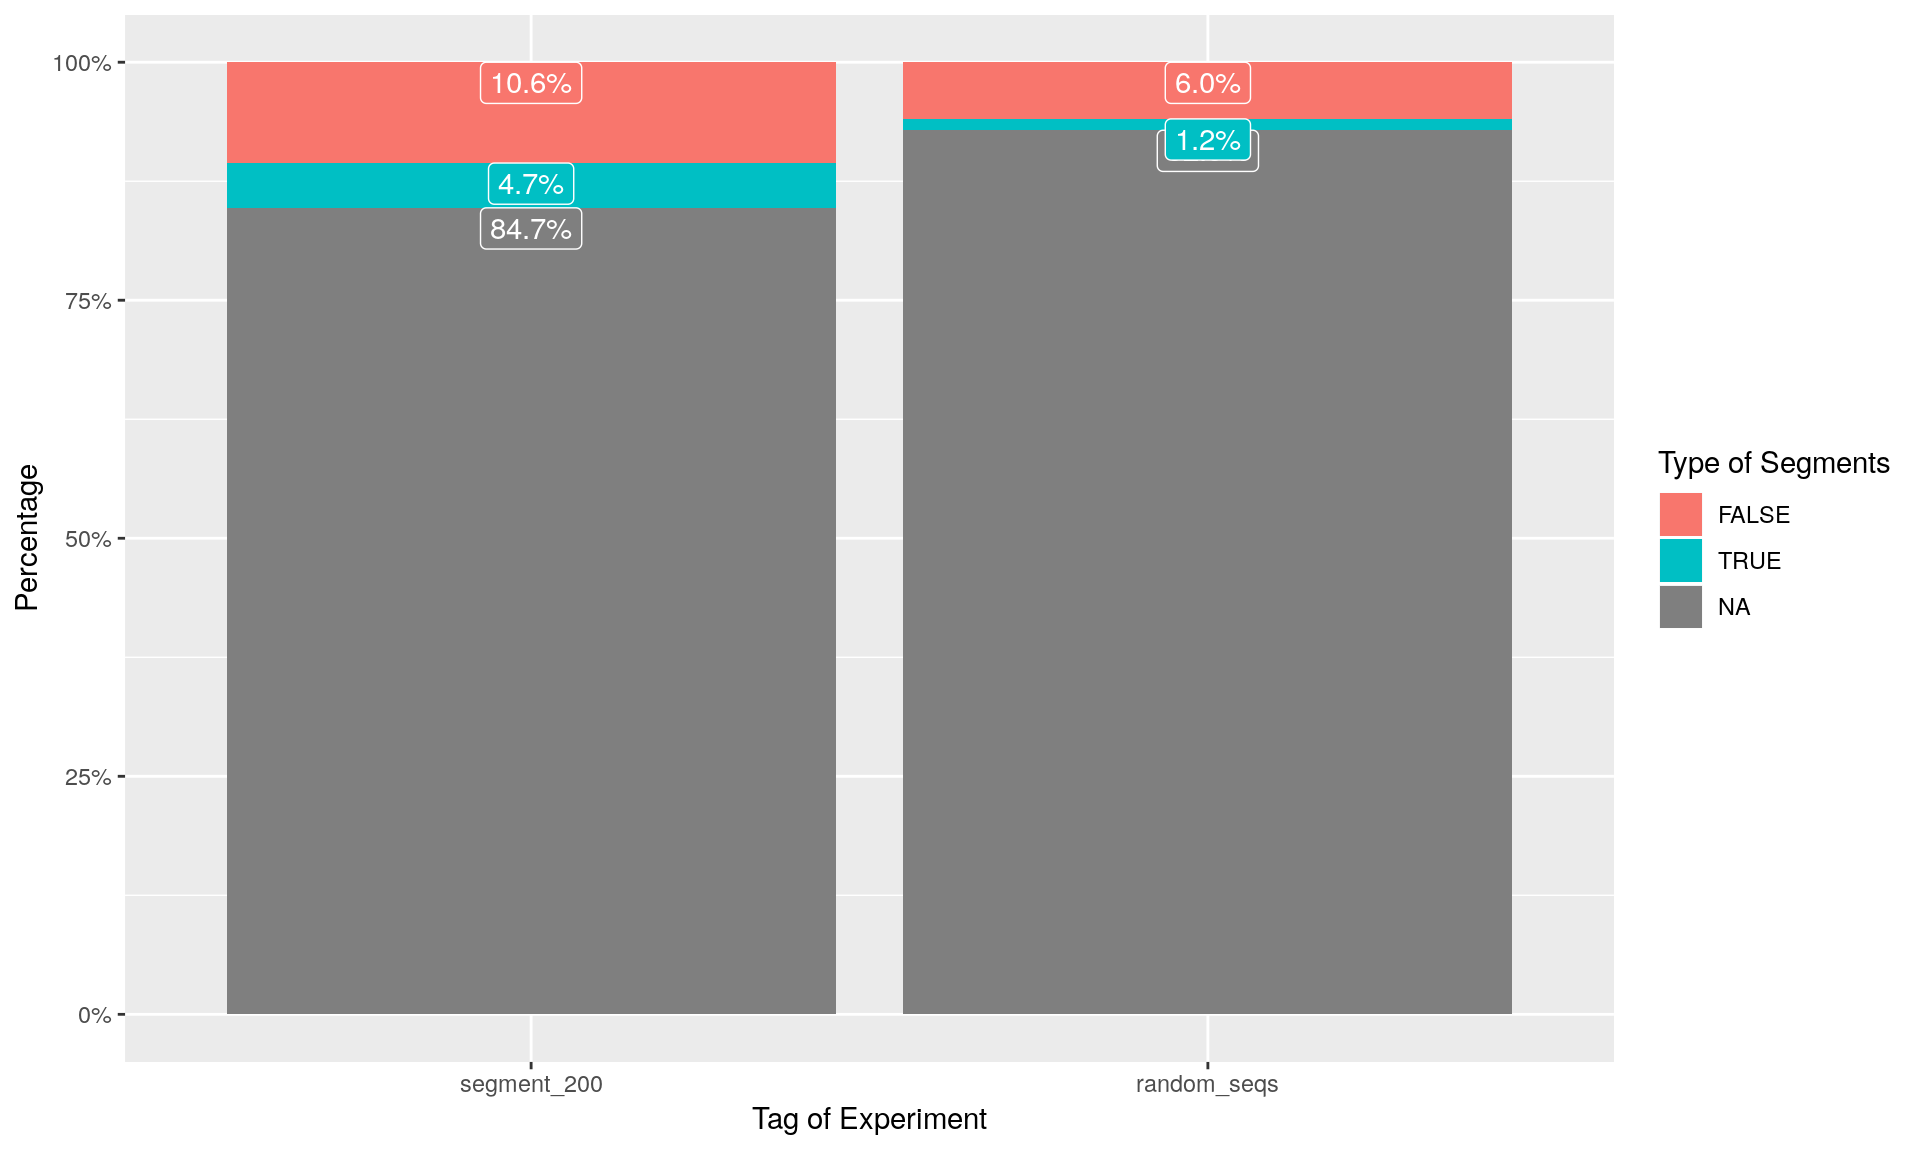 100%
75%
50%
25%
0%
Percentage
10.6%
4.7%
84.7%
6.0%
1.2%
segment_200
random_seqs
Tag of Experiment
Type of Segments
FALSE
TRUE
NA